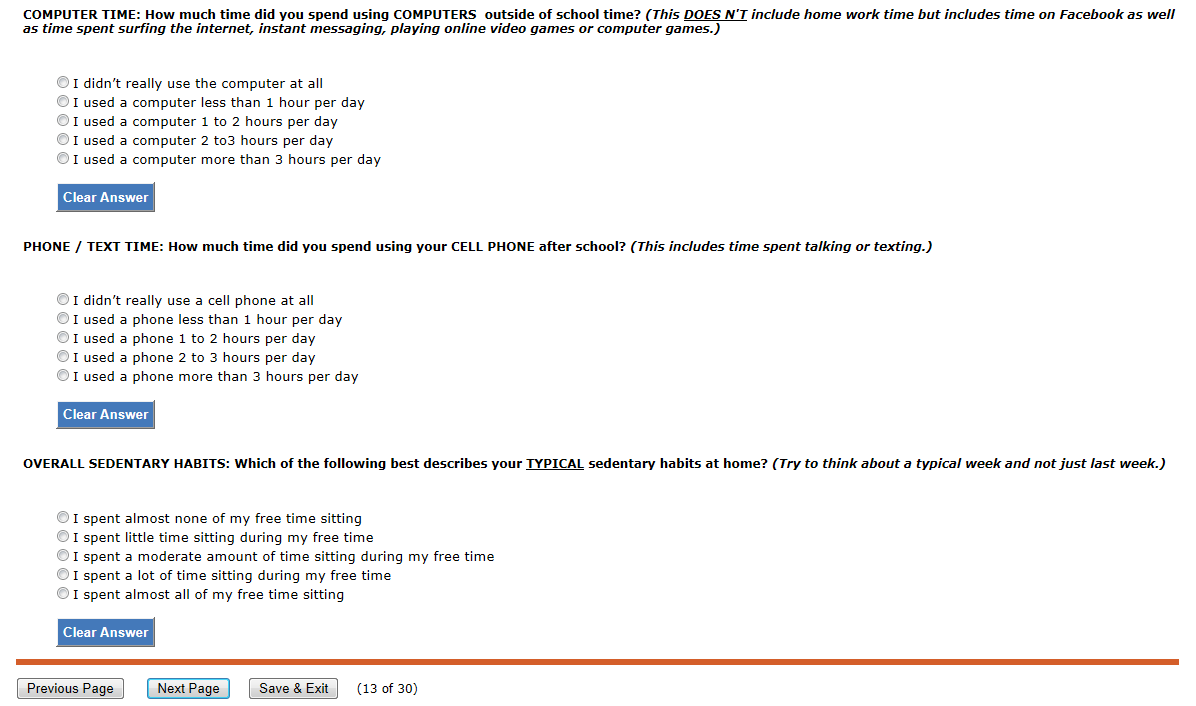 COMPUTER TIME: How much time did you spend using COMPUTERS outside of school time? (This DOES N'T include home work time but includes time on Facebook as well
as time spent surfing the internet, instant messaging, playing online video games or computer games.)
I didn’t really use the computer at all
I used a computer less than 1 hour per day
I used a computer 1 to 2 hours per day
I used a computer 2 to3 hours per day
I used a computer more than 3 hours per day
Clear Answer
PHONE / TEXT TIME: How much time did you spend using your CELL PHONE after school? (This includes time spent talking or texting.)
I didn’t really use a cell phone at all
I used a phone less than 1 hour per day
I used a phone 1 to 2 hours per day
I used a phone 2 to 3 hours per day
I used a phone more than 3 hours per day
Clear Answer
OVERALL SEDENTARY HABITS: Which of the following best describes your TYPICAL sedentary habits at home? (Try to think about a typical week and not just last week.)
I spent almost none of my free time sitting
I spent little time sitting during my free time
I spent a moderate amount of time sitting during my free time
I spent a lot of time sitting during my free time
I spent almost all of my free time sitting
Clear Answer
Previous Page Next Page Save & Exit (13 of 30)